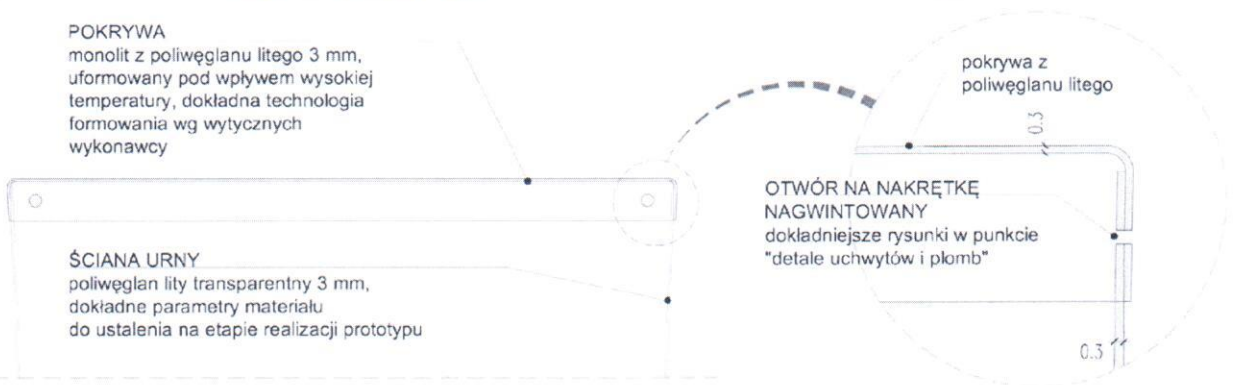 POKRYWA
monolit z poliwęglanu litego 3 mm,
uformowany pod wpływem wysokiej
temperatury, dokładna technologia
formowania wg wytycznych
wykonawcy
ŚCIANA URNY
poliwęglan lity transparentny 3 mm,
dokładne parametry materiału
do ustalenia na etapie realizacji prototypu
pokrywa z
poliwęglanu litego
0.3
OTWÓR NA NAKRĘTKĘ
NAGWINTOWANY
dokładniejsze rysunki w punkcie
"detale uchwytów i plomb"
0.3